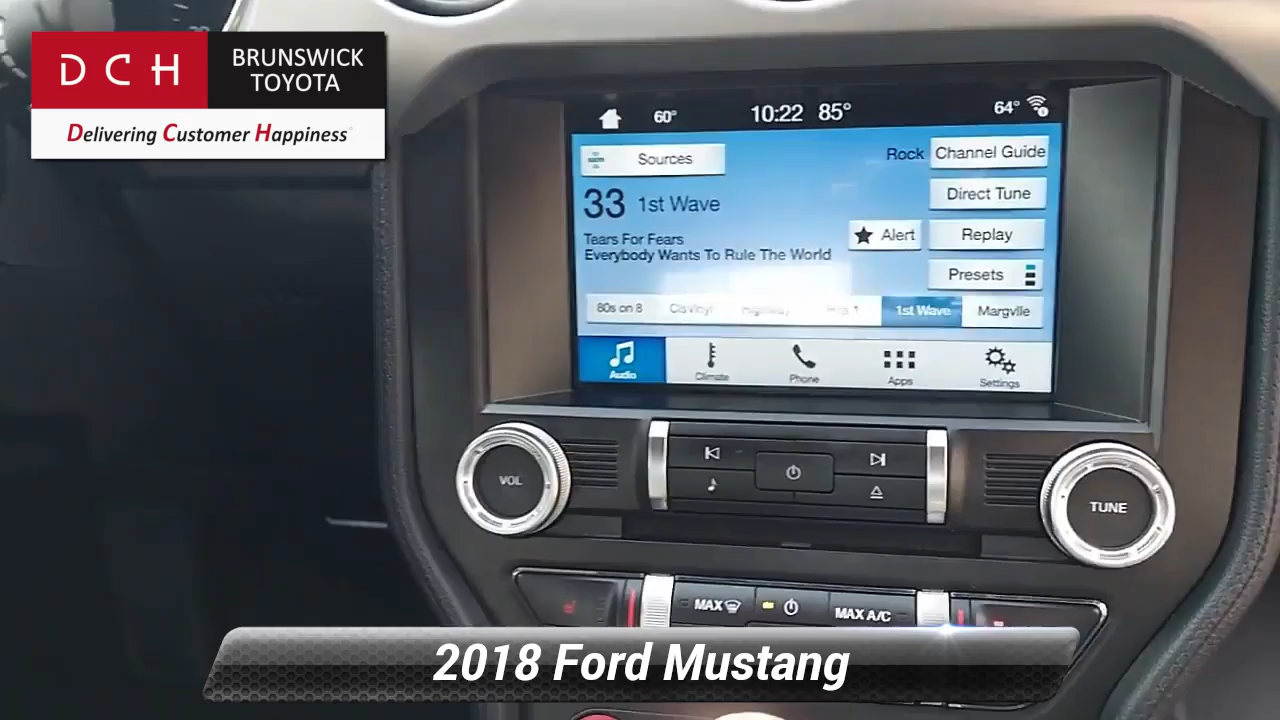 DCH
BRUNSWICK
TOYOTA
Delivering Customer Happiness
60°
10:22
85°
64°
Sources
Rock
Channel Guide
33
1st Wave
Direct Tune
Tears For Fears
Everybody Wants To Rule The World
Alert
Replay
Presets
80s on 8
1st Wave
Margvlle
Audio
Climate
Phone
Apps
Settings
VOL
TUNE
MAX
MAX A/C
2018 Ford Mustang